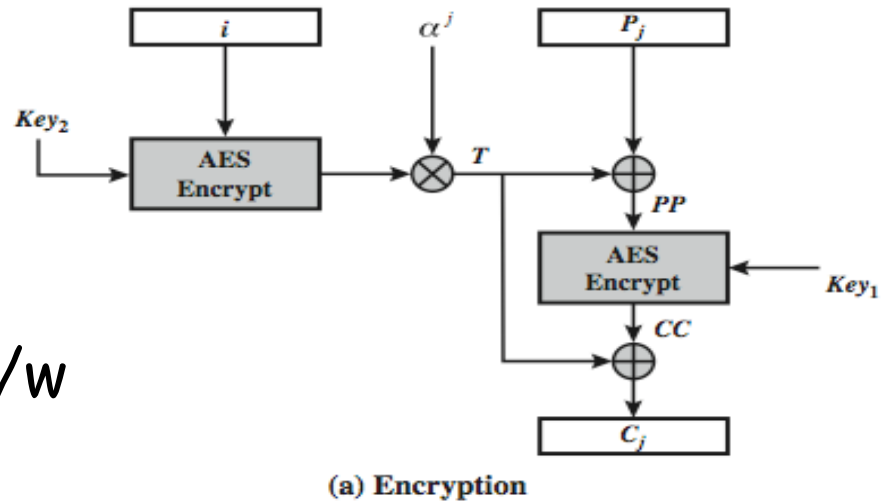 i
α^j
P_j
Key₂
AES
Encrypt
T
PP
AES
Encrypt
Key₁
CC
/w
C_j
(a) Encryption